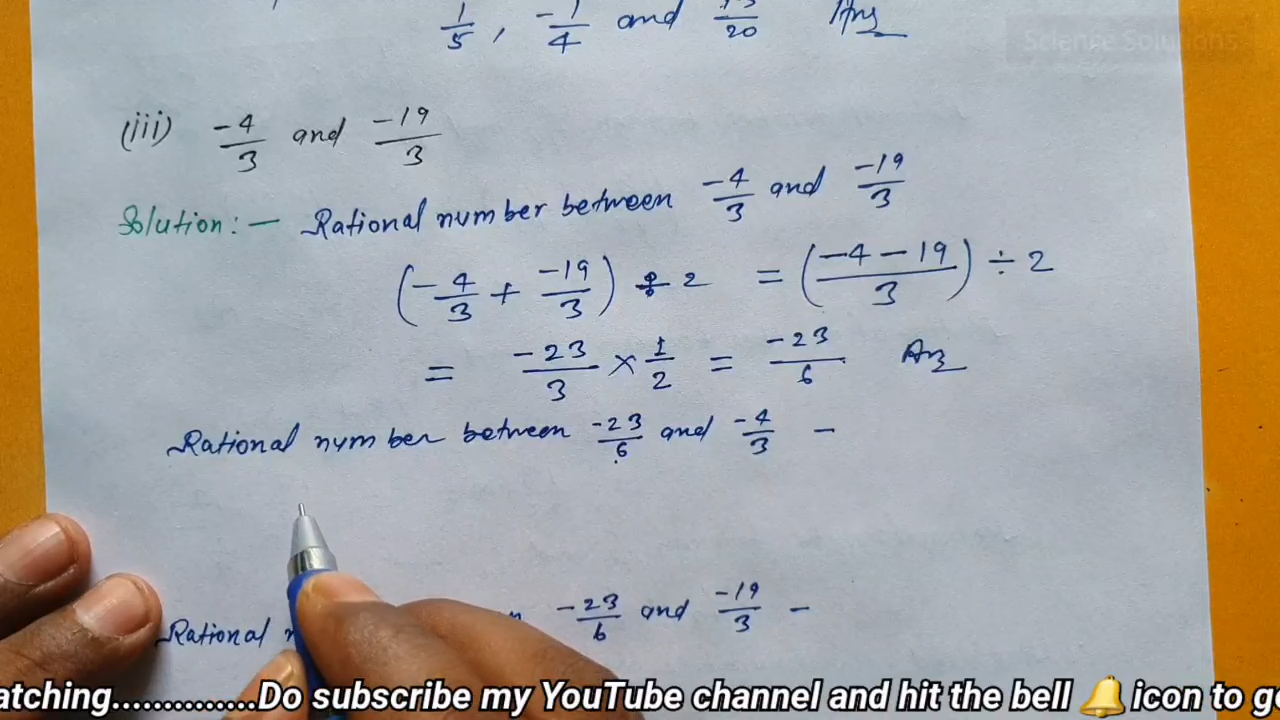 1/5, -1/4 and /20 Ans
Science Solutions
(iii) -4/3 and -19/3
Solution:- Rational number between -4/3 and -19/3
(-4/3 + -19/3) ÷ 2 = (-4-19/3) ÷ 2
= -23/3 × 1/2 = -23/6 Ans
Rational number between -23/6 and -4/3 -
Rational -23/6 and -19/3 -
atching..............Do subscribe my YouTube channel and hit the bell 🔔 icon to g